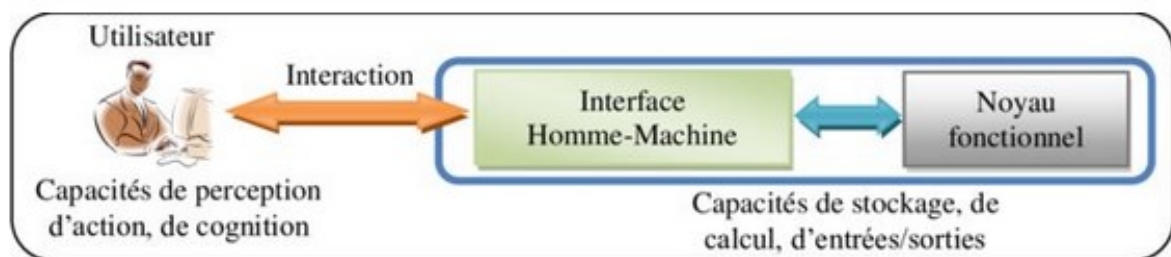 Utilisateur
Interaction
Interface
Homme-Machine
Noyau
fonctionnel
Capacités de perception
d'action, de cognition
Capacités de stockage, de
calcul, d'entrées/sorties